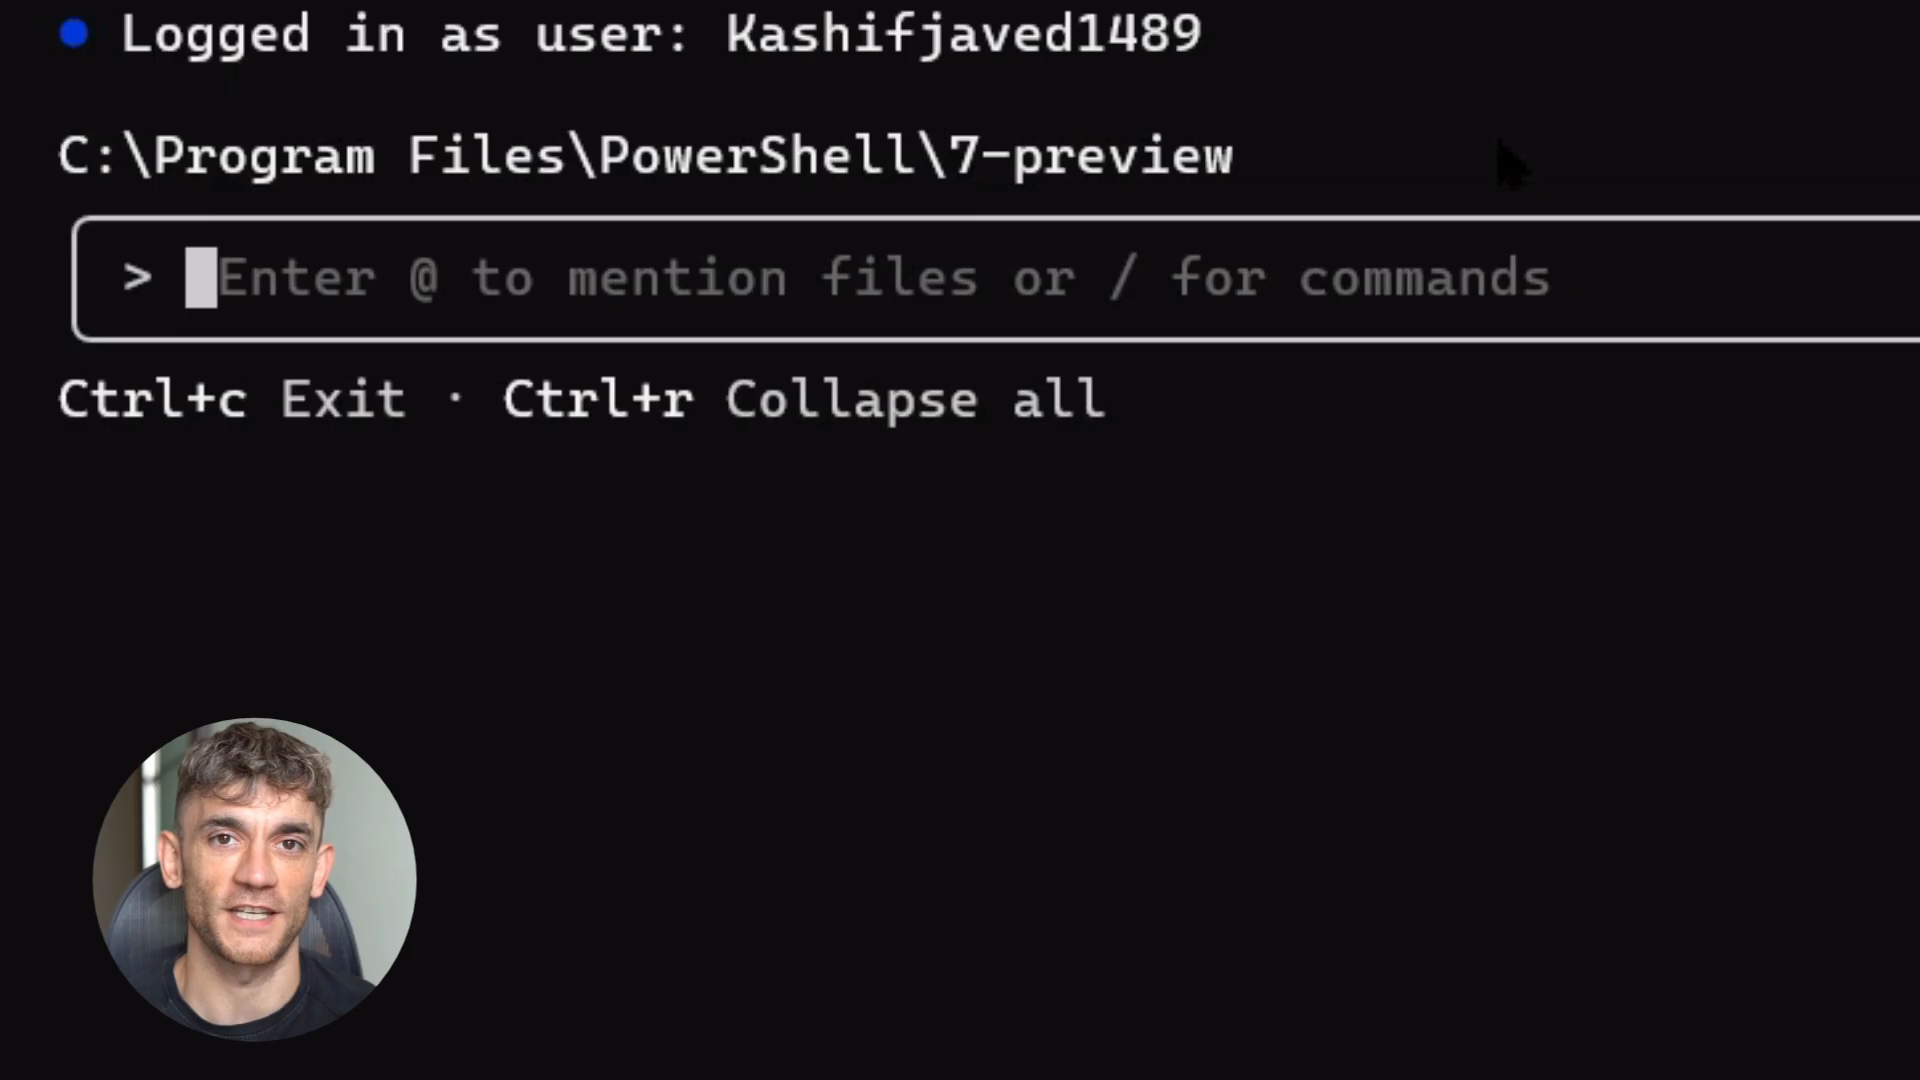 ● Logged in as user: Kashifjaved1489
C:\Program Files\PowerShell\7-preview
> Enter @ to mention files or / for commands
Ctrl+c Exit · Ctrl+r Collapse all